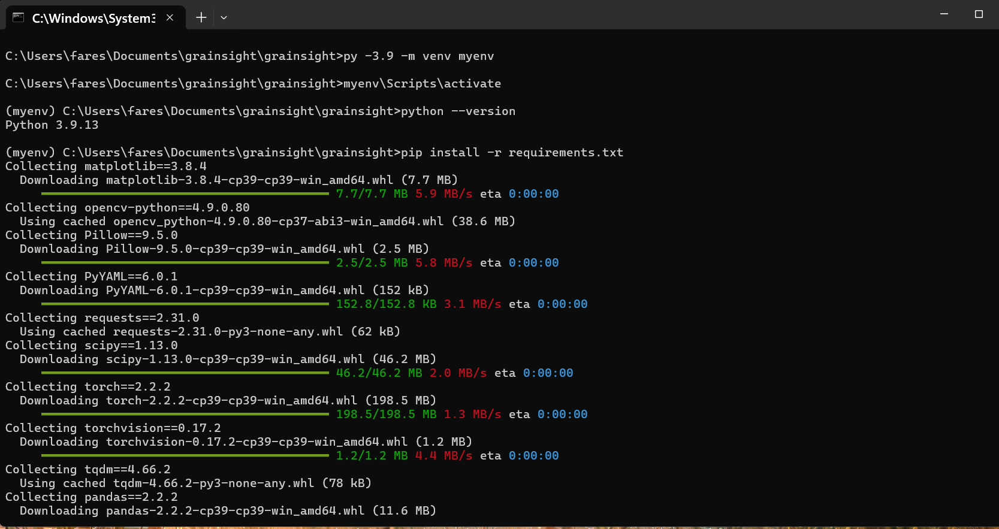 C:\Windows\System3
C:\Users\fares\Documents\grainsight\grainsight>py -3.9 -m venv myenv
C:\Users\fares\Documents\grainsight\grainsight>myenv\Scripts\activate
(myenv) C:\Users\fares\Documents\grainsight\grainsight>python --version
Python 3.9.13
(myenv) C:\Users\fares\Documents\grainsight\grainsight>pip install -r requirements.txt
Collecting matplotlib==3.8.4
Downloading matplotlib-3.8.4-cp39-cp39-win_amd64.whl (7.7 MB)
7.7/7.7 MB 5.9 MB/s eta 0:00:00
Collecting opencv-python==4.9.0.80
Using cached opencv_python-4.9.0.80-cp37-abi3-win_amd64.whl (38.6 MB)
Collecting Pillow==9.5.0
Downloading Pillow-9.5.0-cp39-cp39-win_amd64.whl (2.5 MB)
2.5/2.5 MB 5.8 MB/s eta 0:00:00
Collecting PyYAML==6.0.1
Downloading PyYAML-6.0.1-cp39-cp39-win_amd64.whl (152 kB)
152.8/152.8 KB 3.1 MB/s eta 0:00:00
Collecting requests==2.31.0
Using cached requests-2.31.0-py3-none-any.whl (62 kB)
Collecting scipy==1.13.0
Downloading scipy-1.13.0-cp39-cp39-win_amd64.whl (46.2 MB)
46.2/46.2 MB 2.0 MB/s eta 0:00:00
Collecting torch==2.2.2
Downloading torch-2.2.2-cp39-cp39-win_amd64.whl (198.5 MB)
198.5/198.5 MB 1.3 MB/s eta 0:00:00
Collecting torchvision==0.17.2
Downloading torchvision-0.17.2-cp39-cp39-win_amd64.whl (1.2 MB)
1.2/1.2 MB 4.4 MB/s eta 0:00:00
Collecting tqdm==4.66.2
Using cached tqdm-4.66.2-py3-none-any.whl (78 kB)
Collecting pandas==2.2.2
Downloading pandas-2.2.2-cp39-cp39-win_amd64.whl (11.6 MB)